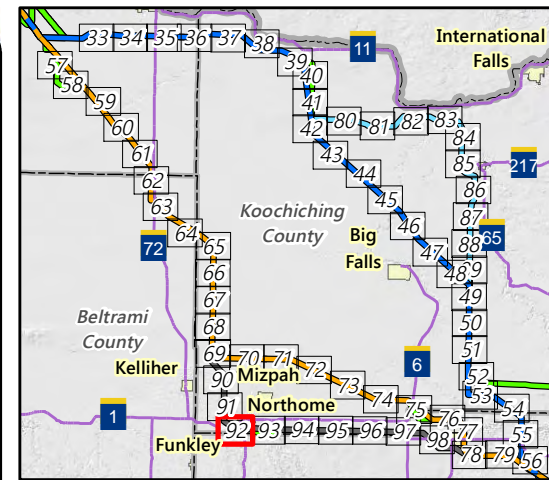 33 34 35 36 37 38 39
11
International
Falls
57
58
59
60
61
62
63
64
65
66
67
68
69
40
41
42
43
44
45
46
47
48
80 81 82 83
84
85
86
87
88
89
217
65
49
50
51
52
53
54
55
56
Koochiching
County
Big
Falls
72
Beltrami
County
Kelliher
70 71 72 73 74 75 76 77
Mizpah
6
90
91
Northome
1
92 93 94 95 96 97 98
78 79
Funkley